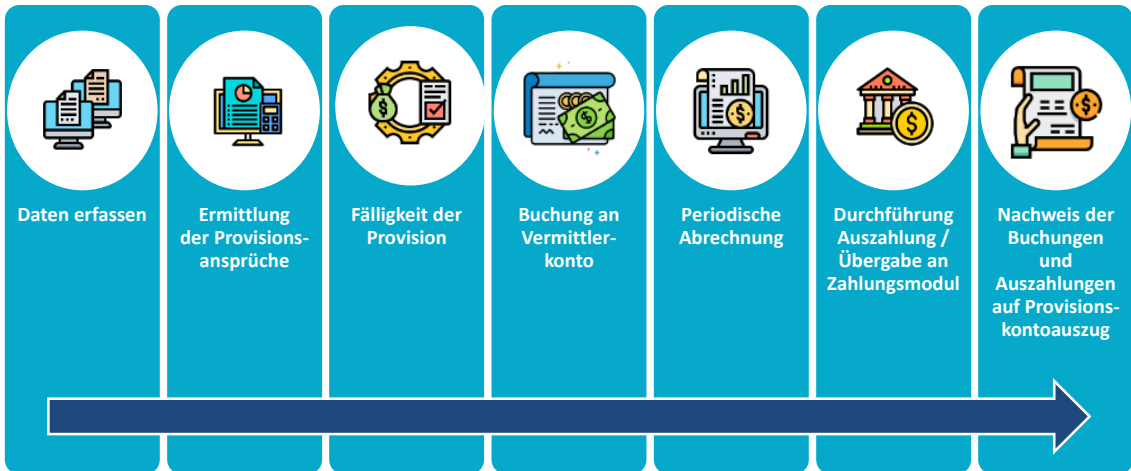 Daten erfassen
Ermittlung
der Provisions-
ansprüche
Fälligkeit der
Provision
Buchung an
Vermittler-
konto
Periodische
Abrechnung
Durchführung
Auszahlung /
Übergabe an
Zahlungsmodul
Nachweis der
Buchungen
und
Auszahlungen
auf Provisions-
kontoauszug